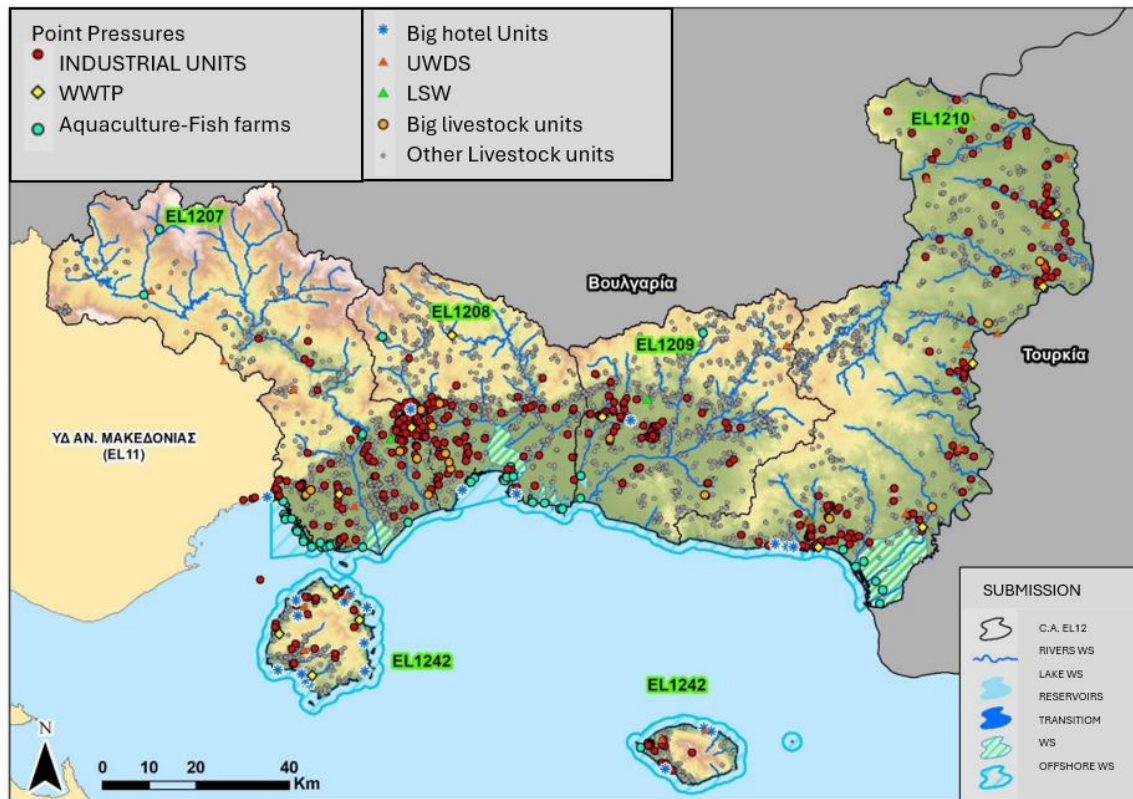 Point Pressures
INDUSTRIAL UNITS
WWTP
Aquaculture-Fish farms
Big hotel Units
UWDS
LSW
Big livestock units
Other Livestock units
EL1210
EL1207
Βουλγαρία
EL1208
EL1209
Τουρκία
ΥΔ ΑΝ. ΜΑΚΕΔΟΝΙΑΣ
(EL11)
EL1242
EL1242
SUBMISSION
C.A. EL12
RIVERS WS
LAKE WS
RESERVOIRS
TRANSITIOM
WS
OFFSHORE WS
N
0 10 20 40
Km